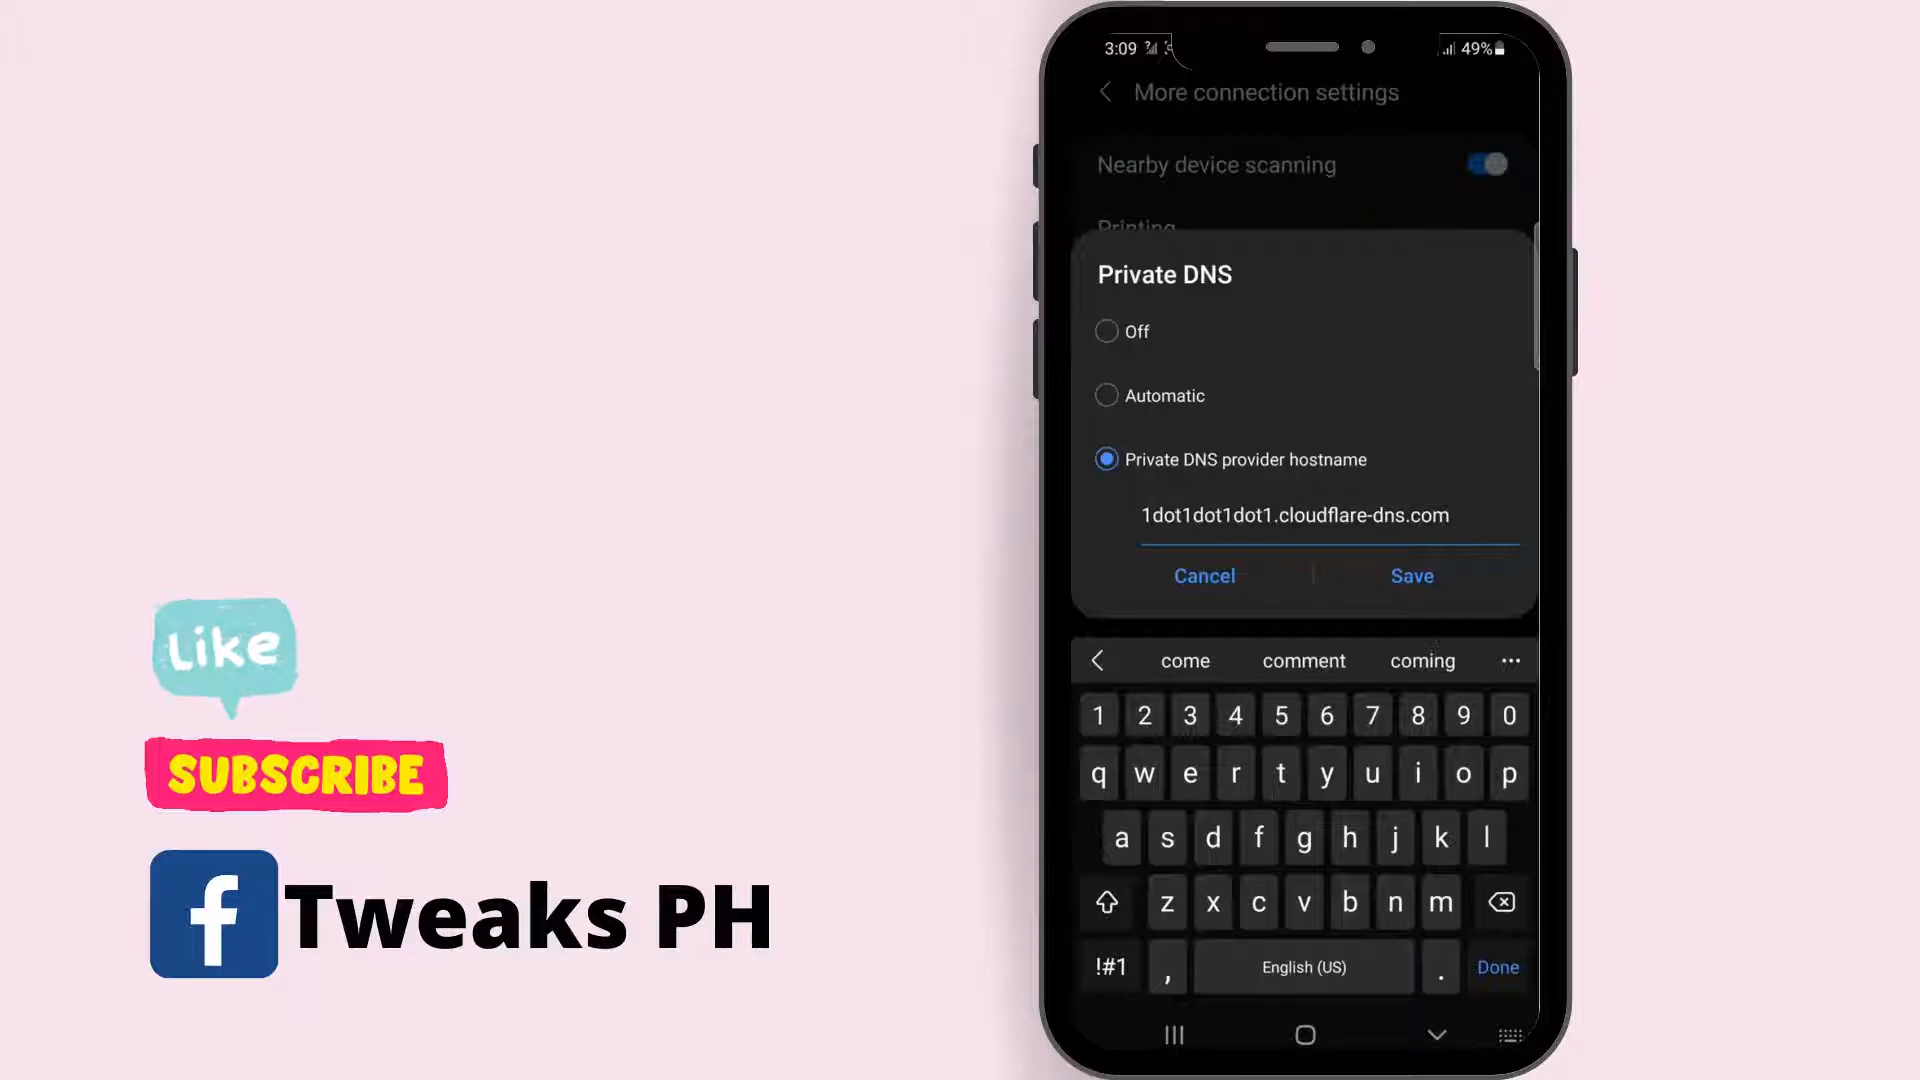 Like
SUBSCRIBE
f Tweaks PH
3:09
49%
More connection settings
Nearby device scanning
Printing
Private DNS
Off
Automatic
Private DNS provider hostname
1dot1dot1dot1.cloudflare-dns.com
Cancel Save
come comment coming
1 2 3 4 5 6 7 8 9 0
q w e r t y u i o p
a s d f g h j k l
z x c v b n m
!#1 , English (US) . Done